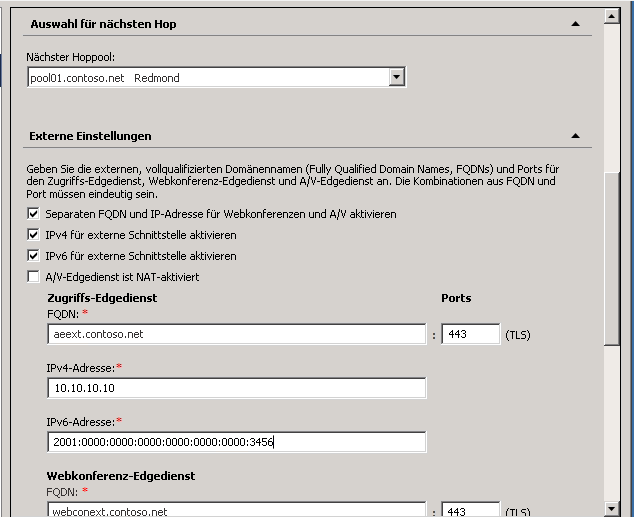 Auswahl für nächsten Hop
Nächster Hoppool:
pool01.contoso.net Redmond
Externe Einstellungen
Geben Sie die externen, vollqualifizierten Domänennamen (Fully Qualified Domain Names, FQDNs) und Ports für
den Zugriffs-Edgedienst, Webkonferenz-Edgedienst und A/V-Edgedienst an. Die Kombinationen aus FQDN und
Port müssen eindeutig sein.
Separaten FQDN und IP-Adresse für Webkonferenzen und A/V aktivieren
IPv4 für externe Schnittstelle aktivieren
IPv6 für externe Schnittstelle aktivieren
A/V-Edgedienst ist NAT-aktiviert
Zugriffs-Edgedienst Ports
FQDN: *
aeext.contoso.net : 443 (TLS)
IPv4-Adresse:*
10.10.10.10
IPv6-Adresse:*
2001:0000:0000:0000:0000:0000:0000:3456
Webkonferenz-Edgedienst
FQDN: *
webconext.contoso.net : 443 (TLS)